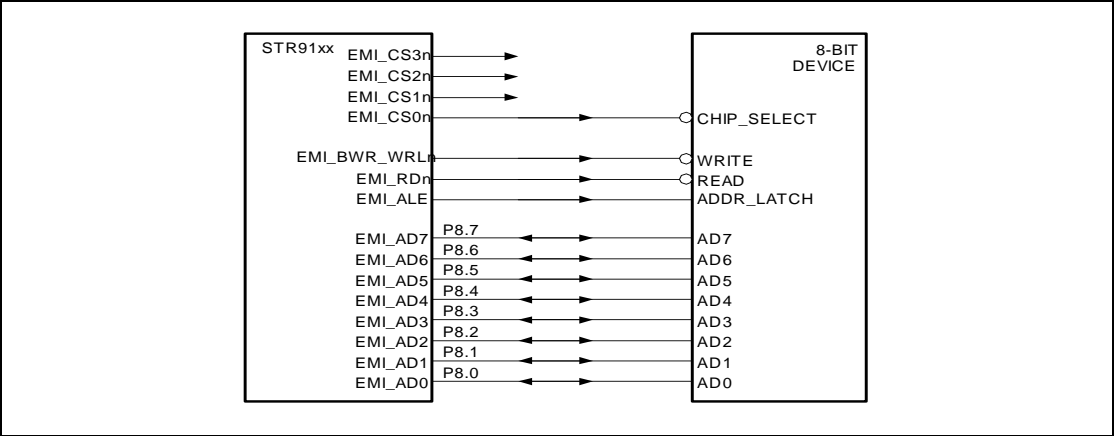 STR91xx
EMI_CS3n
EMI_CS2n
EMI_CS1n
EMI_CS0n
EMI_BWR_WRLn
EMI_RDn
EMI_ALE
EMI_AD7
EMI_AD6
EMI_AD5
EMI_AD4
EMI_AD3
EMI_AD2
EMI_AD1
EMI_AD0
P8.7
P8.6
P8.5
P8.4
P8.3
P8.2
P8.1
P8.0
8-BIT
DEVICE
CHIP_SELECT
WRITE
READ
ADDR_LATCH
AD7
AD6
AD5
AD4
AD3
AD2
AD1
AD0